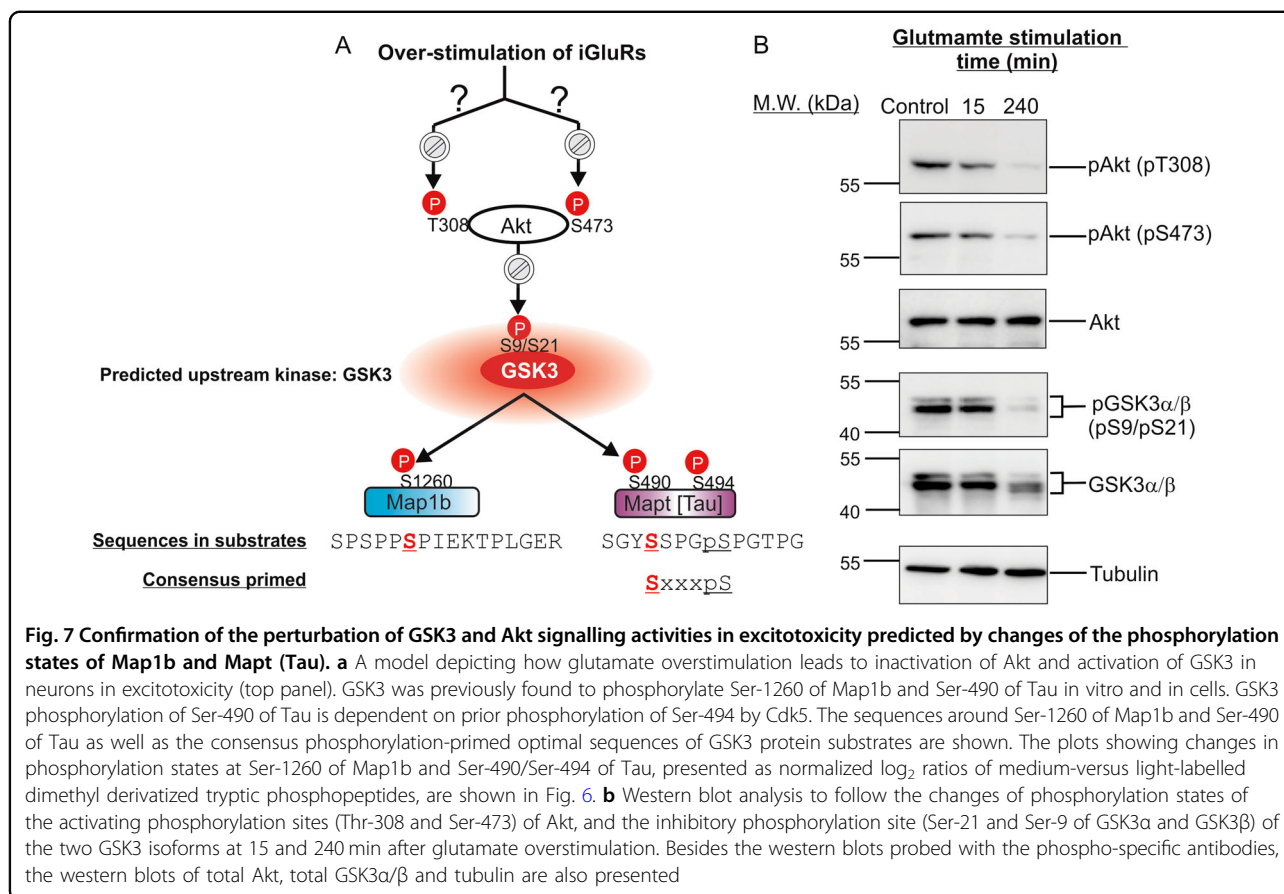 A
Over-stimulation of iGluRs
? ?
P P
T308 Akt S473
P
S9/S21
GSK3
Predicted upstream kinase: GSK3
P P P
S1260 S490 S494
Map1b Mapt [Tau]
Sequences in substrates SPSPPSPIEKTPLGER SGYSSPGpSPGTPG
Consensus primed SxxxpS
B
Glutmamte stimulation
time (min)
M.W. (kDa) Control 15 240
55 pAkt (pT308)
55 pAkt (pS473)
55 Akt
55
40 pGSK3α/β
(pS9/pS21)
55
40 GSK3α/β
55 Tubulin
Fig. 7 Confirmation of the perturbation of GSK3 and Akt signalling activities in excitotoxicity predicted by changes of the phosphorylation
states of Map1b and Mapt (Tau). a A model depicting how glutamate overstimulation leads to inactivation of Akt and activation of GSK3 in
neurons in excitotoxicity (top panel). GSK3 was previously found to phosphorylate Ser-1260 of Map1b and Ser-490 of Tau in vitro and in cells. GSK3
phosphorylation of Ser-490 of Tau is dependent on prior phosphorylation of Ser-494 by Cdk5. The sequences around Ser-1260 of Map1b and Ser-490
of Tau as well as the consensus phosphorylation-primed optimal sequences of GSK3 protein substrates are shown. The plots showing changes in
phosphorylation states at Ser-1260 of Map1b and Ser-490/Ser-494 of Tau, presented as normalized log₂ ratios of medium-versus light-labelled
dimethyl derivatized tryptic phosphopeptides, are shown in Fig. 6. b Western blot analysis to follow the changes of phosphorylation states of
the activating phosphorylation sites (Thr-308 and Ser-473) of Akt, and the inhibitory phosphorylation site (Ser-21 and Ser-9 of GSK3α and GSK3β) of
the two GSK3 isoforms at 15 and 240 min after glutamate overstimulation. Besides the western blots probed with the phospho-specific antibodies,
the western blots of total Akt, total GSK3α/β and tubulin are also presented